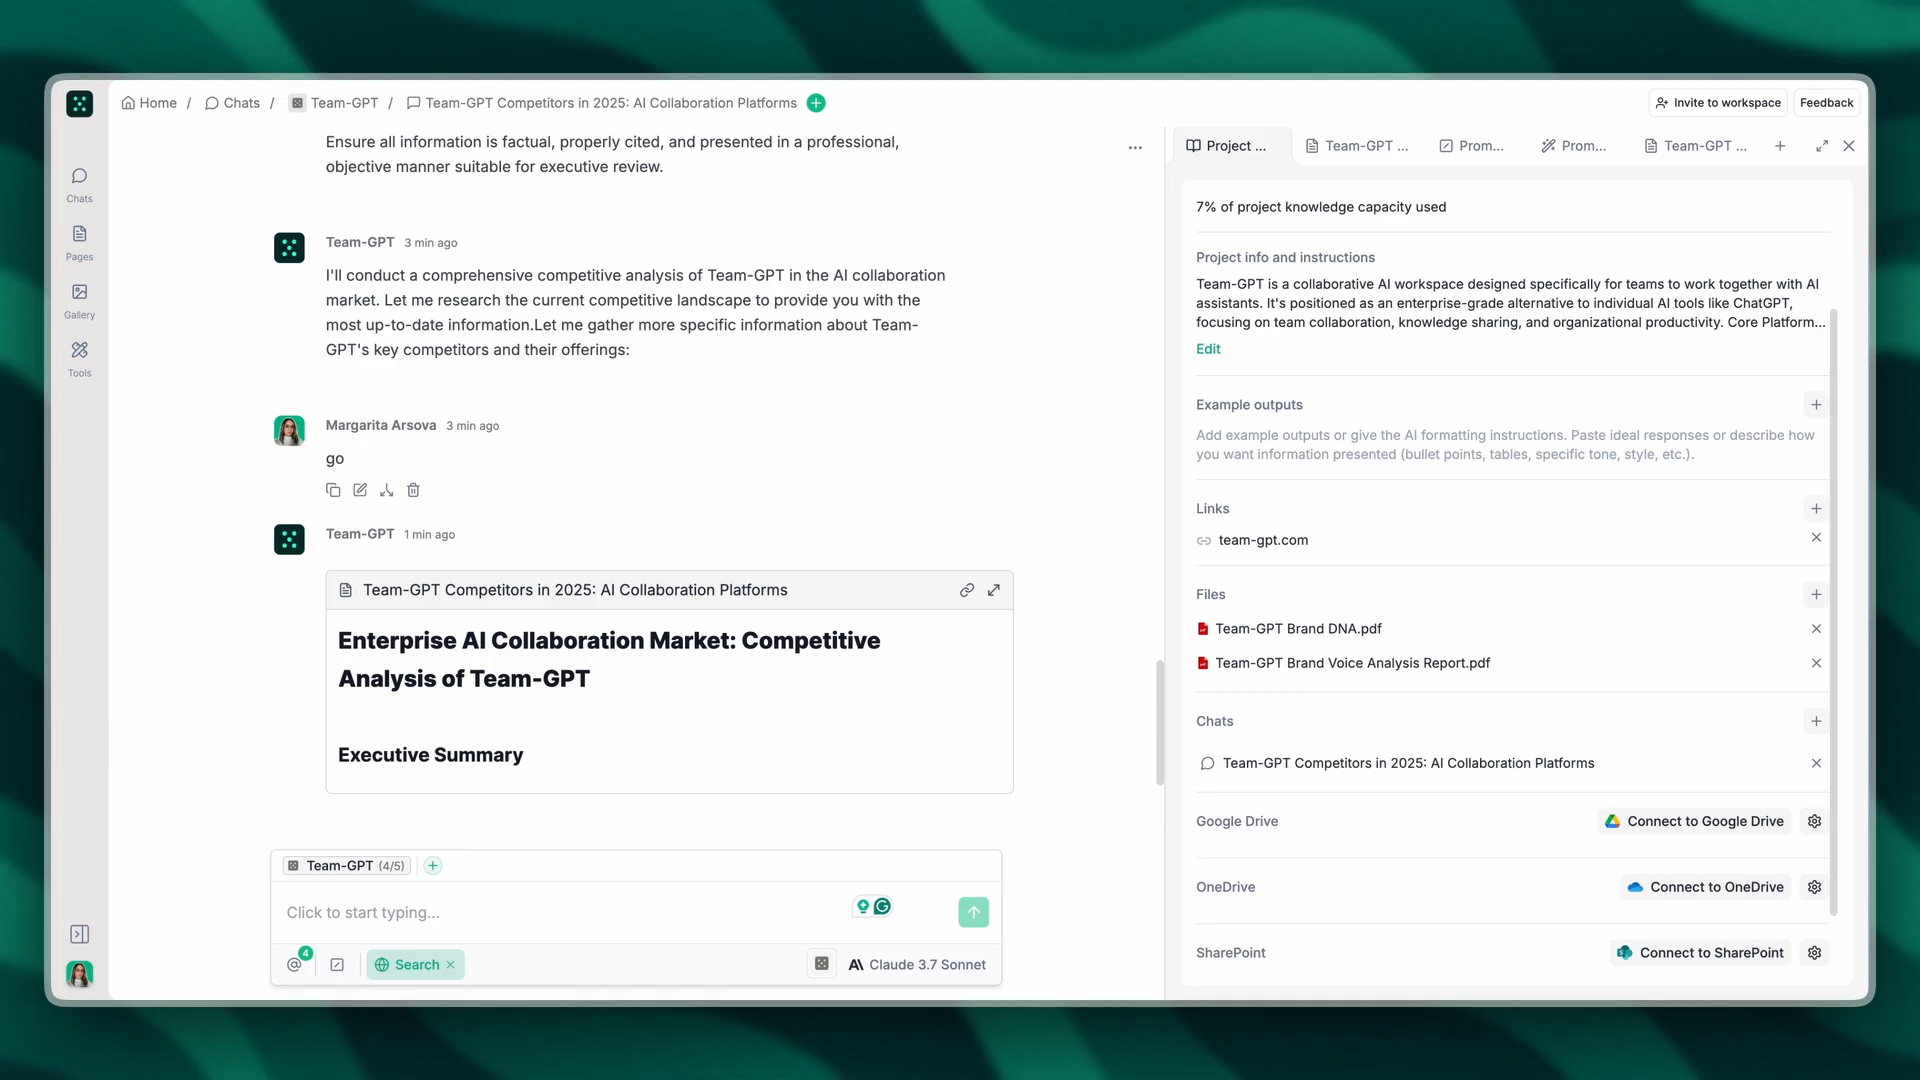 Home / Chats / Team-GPT / Team-GPT Competitors in 2025: AI Collaboration Platforms
Invite to workspace
Feedback
Chats
Pages
Gallery
Tools
Ensure all information is factual, properly cited, and presented in a professional,
objective manner suitable for executive review.
Team-GPT 3 min ago
I'll conduct a comprehensive competitive analysis of Team-GPT in the AI collaboration
market. Let me research the current competitive landscape to provide you with the
most up-to-date information.Let me gather more specific information about Team-
GPT's key competitors and their offerings:
Margarita Arsova 3 min ago
go
Team-GPT 1 min ago
Team-GPT Competitors in 2025: AI Collaboration Platforms
Enterprise AI Collaboration Market: Competitive
Analysis of Team-GPT
Executive Summary
Team-GPT (4/5)
Click to start typing...
4
Search
Claude 3.7 Sonnet
Project ...
Team-GPT ...
Prom...
Prom...
Team-GPT ...
7% of project knowledge capacity used
Project info and instructions
Team-GPT is a collaborative AI workspace designed specifically for teams to work together with AI
assistants. It's positioned as an enterprise-grade alternative to individual AI tools like ChatGPT,
focusing on team collaboration, knowledge sharing, and organizational productivity. Core Platform...
Edit
Example outputs
Add example outputs or give the AI formatting instructions. Paste ideal responses or describe how
you want information presented (bullet points, tables, specific tone, style, etc.).
Links
team-gpt.com
Files
Team-GPT Brand DNA.pdf
Team-GPT Brand Voice Analysis Report.pdf
Chats
Team-GPT Competitors in 2025: AI Collaboration Platforms
Google Drive
Connect to Google Drive
OneDrive
Connect to OneDrive
SharePoint
Connect to SharePoint